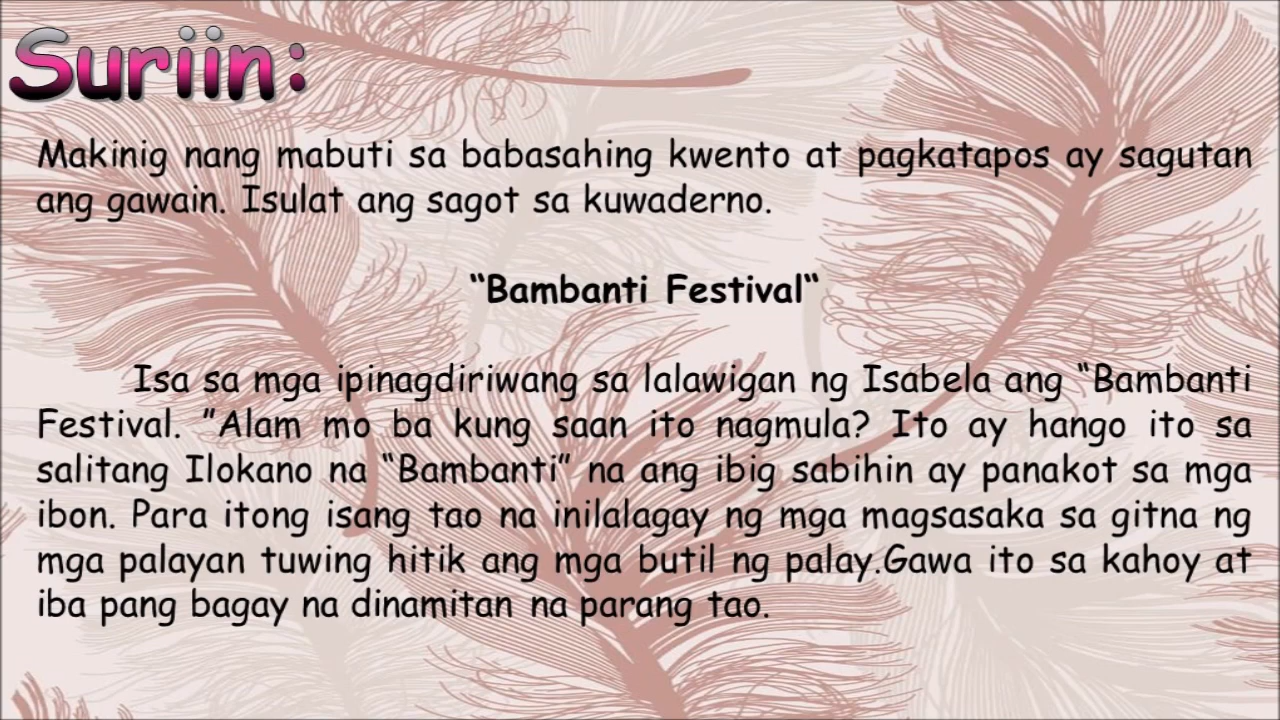 Suriin:
Makinig nang mabuti sa babasahing kwento at pagkatapos ay sagutan
ang gawain. Isulat ang sagot sa kuwaderno.
“Bambanti Festival“
Isa sa mga ipinagdiriwang sa lalawigan ng Isabela ang “Bambanti
Festival. ”Alam mo ba kung saan ito nagmula? Ito ay hango ito sa
salitang Ilokano na “Bambanti” na ang ibig sabihin ay panakot sa mga
ibon. Para itong isang tao na inilalagay ng mga magsasaka sa gitna ng
mga palayan tuwing hitik ang mga butil ng palay.Gawa ito sa kahoy at
iba pang bagay na dinamitan na parang tao.